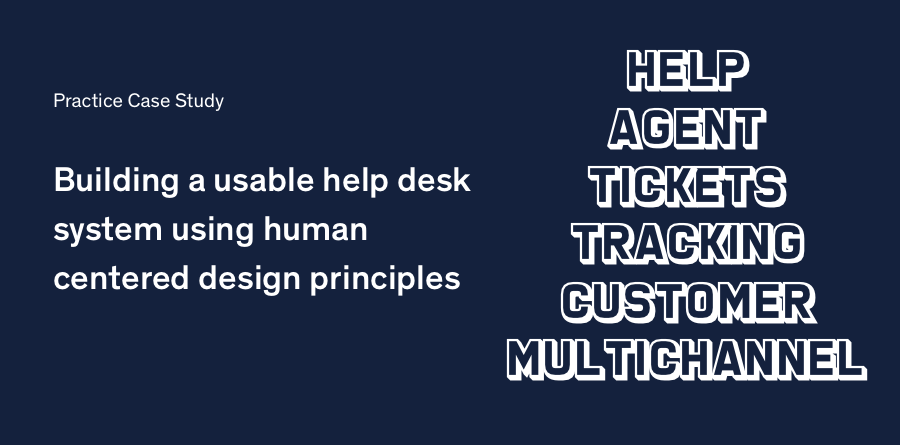 Practice Case Study
Building a usable help desk
system using human
centered design principles
HELP
AGENT
TICKETS
TRACKING
CUSTOMER
MULTICHANNEL